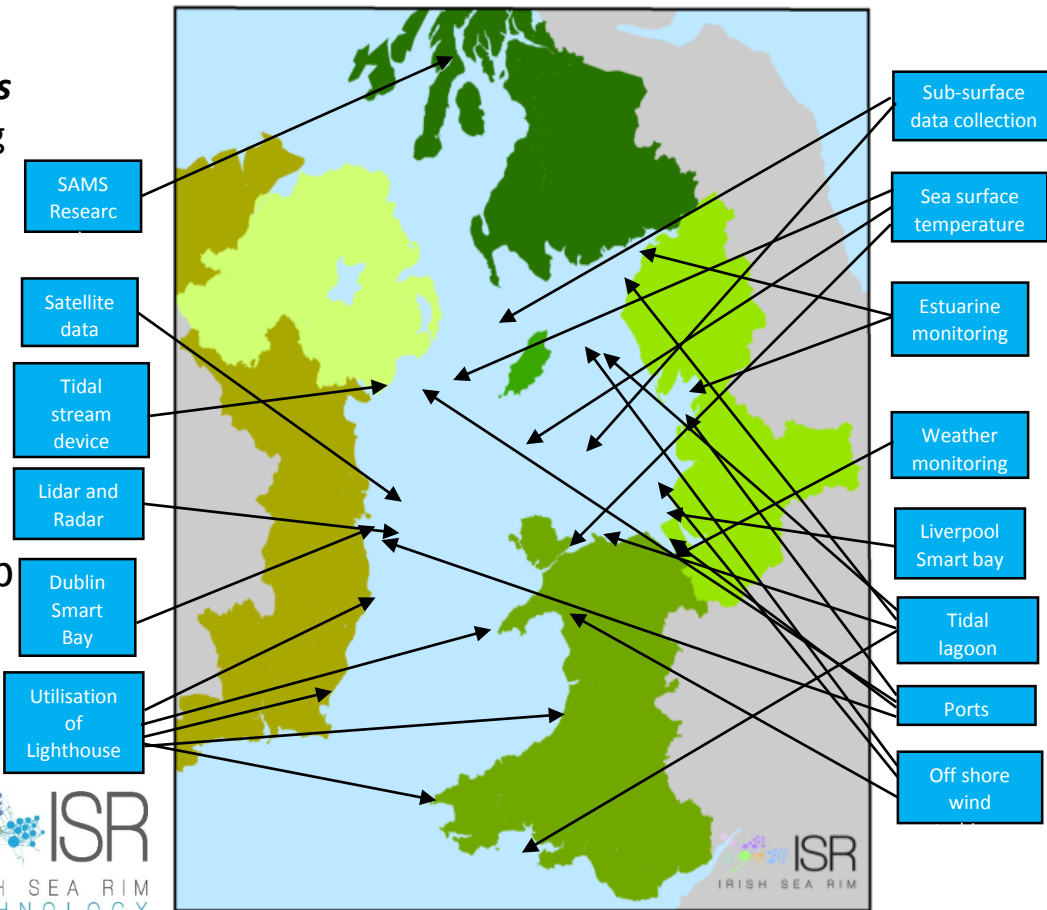 s
g
SAMS
Researc
Satellite
data
Tidal
stream
device
Lidar and
Radar
p
Dublin
Smart
Bay
Utilisation
of
Lighthouse
ISR
H SEA RIM
HNOLOGY
Sub-surface
data collection
Sea surface
temperature
Estuarine
monitoring
Weather
monitoring
Liverpool
Smart bay
Tidal
lagoon
Ports
Off shore
wind
ISR
IRISH SEA RIM